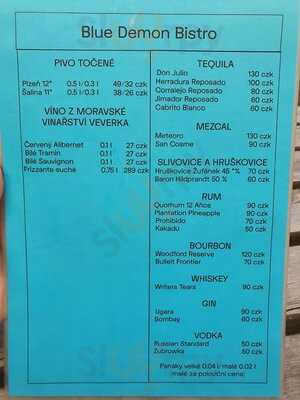 Blue Demon Bistro
PIVO TOČENÉ
Plzeň 12° 0.5 l/0.3 l 49/32 czk
Šalina 11° 0.5 l/0.3 l 38/26 czk
VÍNO Z MORAVSKÉ
VINAŘSTVÍ VEVERKA
Červený Alibernet 0.1 l 27 czk
Bílé Tramín 0.1 l 27 czk
Bílé Sauvignon 0.1 l 27 czk
Frizzante suché 0.75 l 289 czk
TEQUILA
Don Julio 130 czk
Herradura Reposado 100 czk
Corralejo Reposado 80 czk
Jimador Reposado 60 czk
Cabrito Blanco 60 czk
MEZCAL
Meteoro 130 czk
San Cosme 90 czk
SLIVOVICE A HRUŠKOVICE
Hruškovice Žufánek 45 °% 70 czk
Baron Hildprandt 50 % 60 czk
RUM
Quorhum 12 Años 90 czk
Plantation Pineapple 90 czk
Prohibido 70 czk
Kakadu 50 czk
BOURBON
Woodford Reserve 120 czk
Bulleit Frontier 70 czk
WHISKEY
Writers Tears 90 czk
GIN
Ugara 90 czk
Bombay 60 czk
VODKA
Russian Standard 50 czk
Zubrowka 50 czk
Panáky velké 0.04 l; malé 0.02 l
malé za poloviční cenu